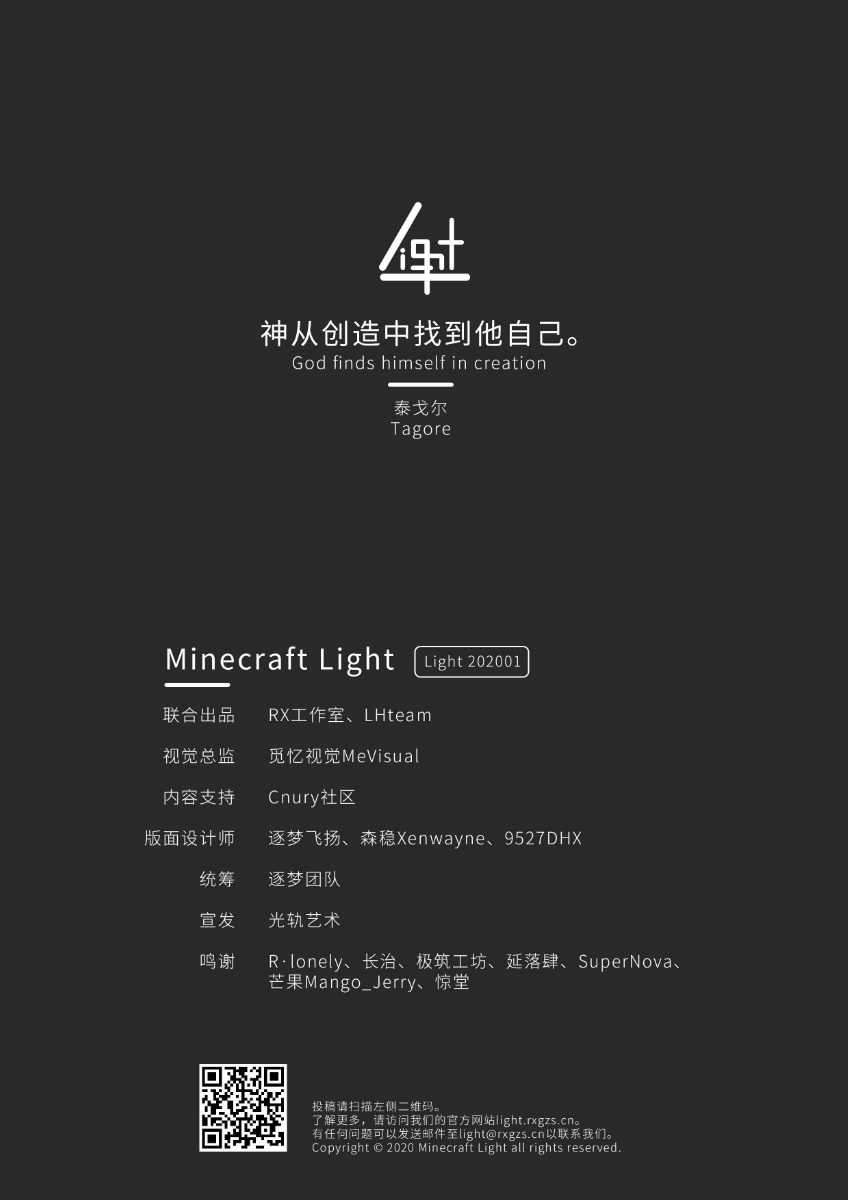 Light
神从创造中找到他自己。
God finds himself in creation
泰戈尔
Tagore
Minecraft Light Light 202001
联合出品 RX工作室、LHteam
视觉总监 觅忆视觉MeVisual
内容支持 Cnury社区
版面设计师 逐梦飞扬、森稳Xenwayne、9527DHX
统筹 逐梦团队
宣发 光轨艺术
鸣谢 R·lonely、长治、极筑工坊、延落肆、SuperNova、
芒果Mango_Jerry、惊堂
投稿请扫描左侧二维码。
了解更多，请访问我们的官方网站light.rxgzs.cn。
有任何问题可以发送邮件至light@rxgzs.cn以联系我们。
Copyright © 2020 Minecraft Light all rights reserved.